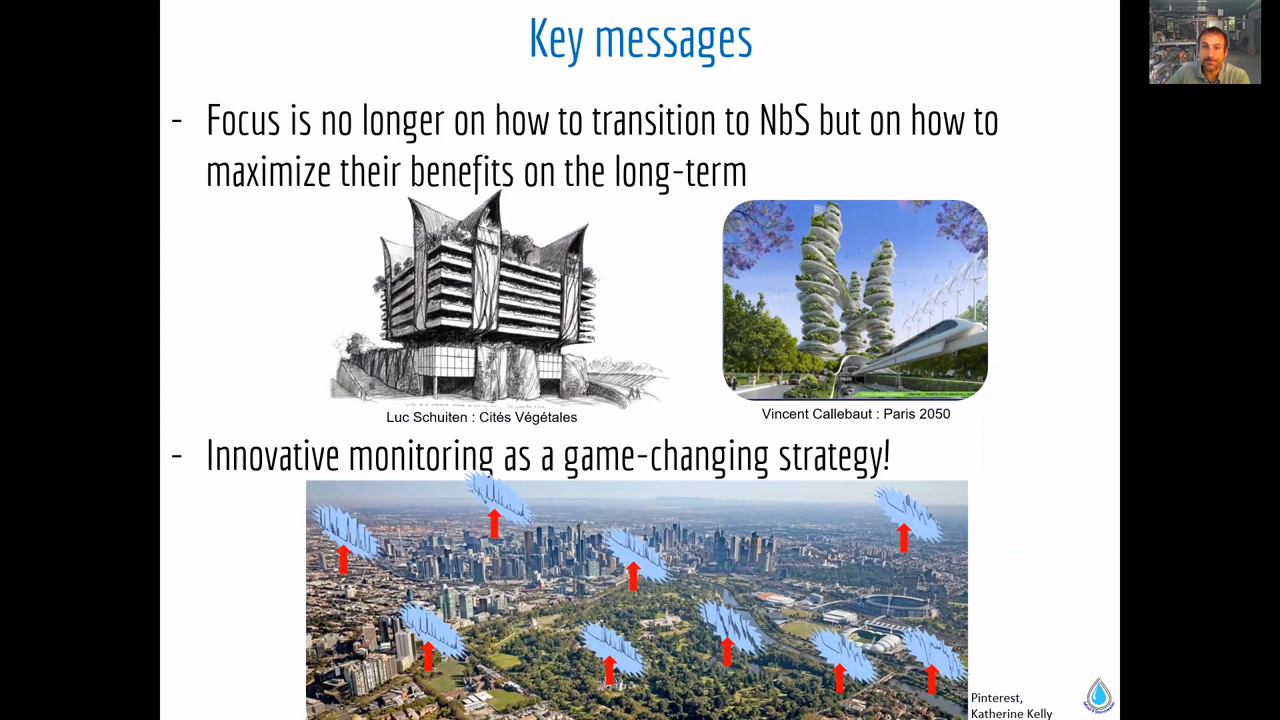 Key messages
- Focus is no longer on how to transition to NbS but on how to
maximize their benefits on the long-term
Luc Schuiten : Cités Végétales
Vincent Callebaut : Paris 2050
- Innovative monitoring as a game-changing strategy!
Pinterest,
Katherine Kelly